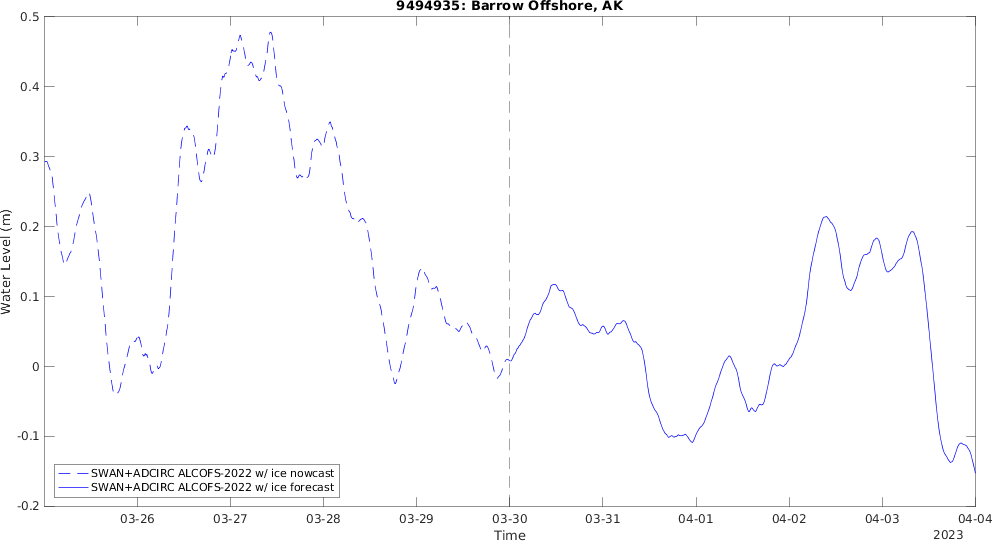 9494935: Barrow Offshore, AK
Water Level (m)
0.5
0.4
0.3
0.2
0.1
0
-0.1
-0.2
SWAN+ADCIRC ALCOFS-2022 w/ ice nowcast
SWAN+ADCIRC ALCOFS-2022 w/ ice forecast
03-26 03-27 03-28 03-29 03-30 03-31 04-01 04-02 04-03 04-04
Time
2023